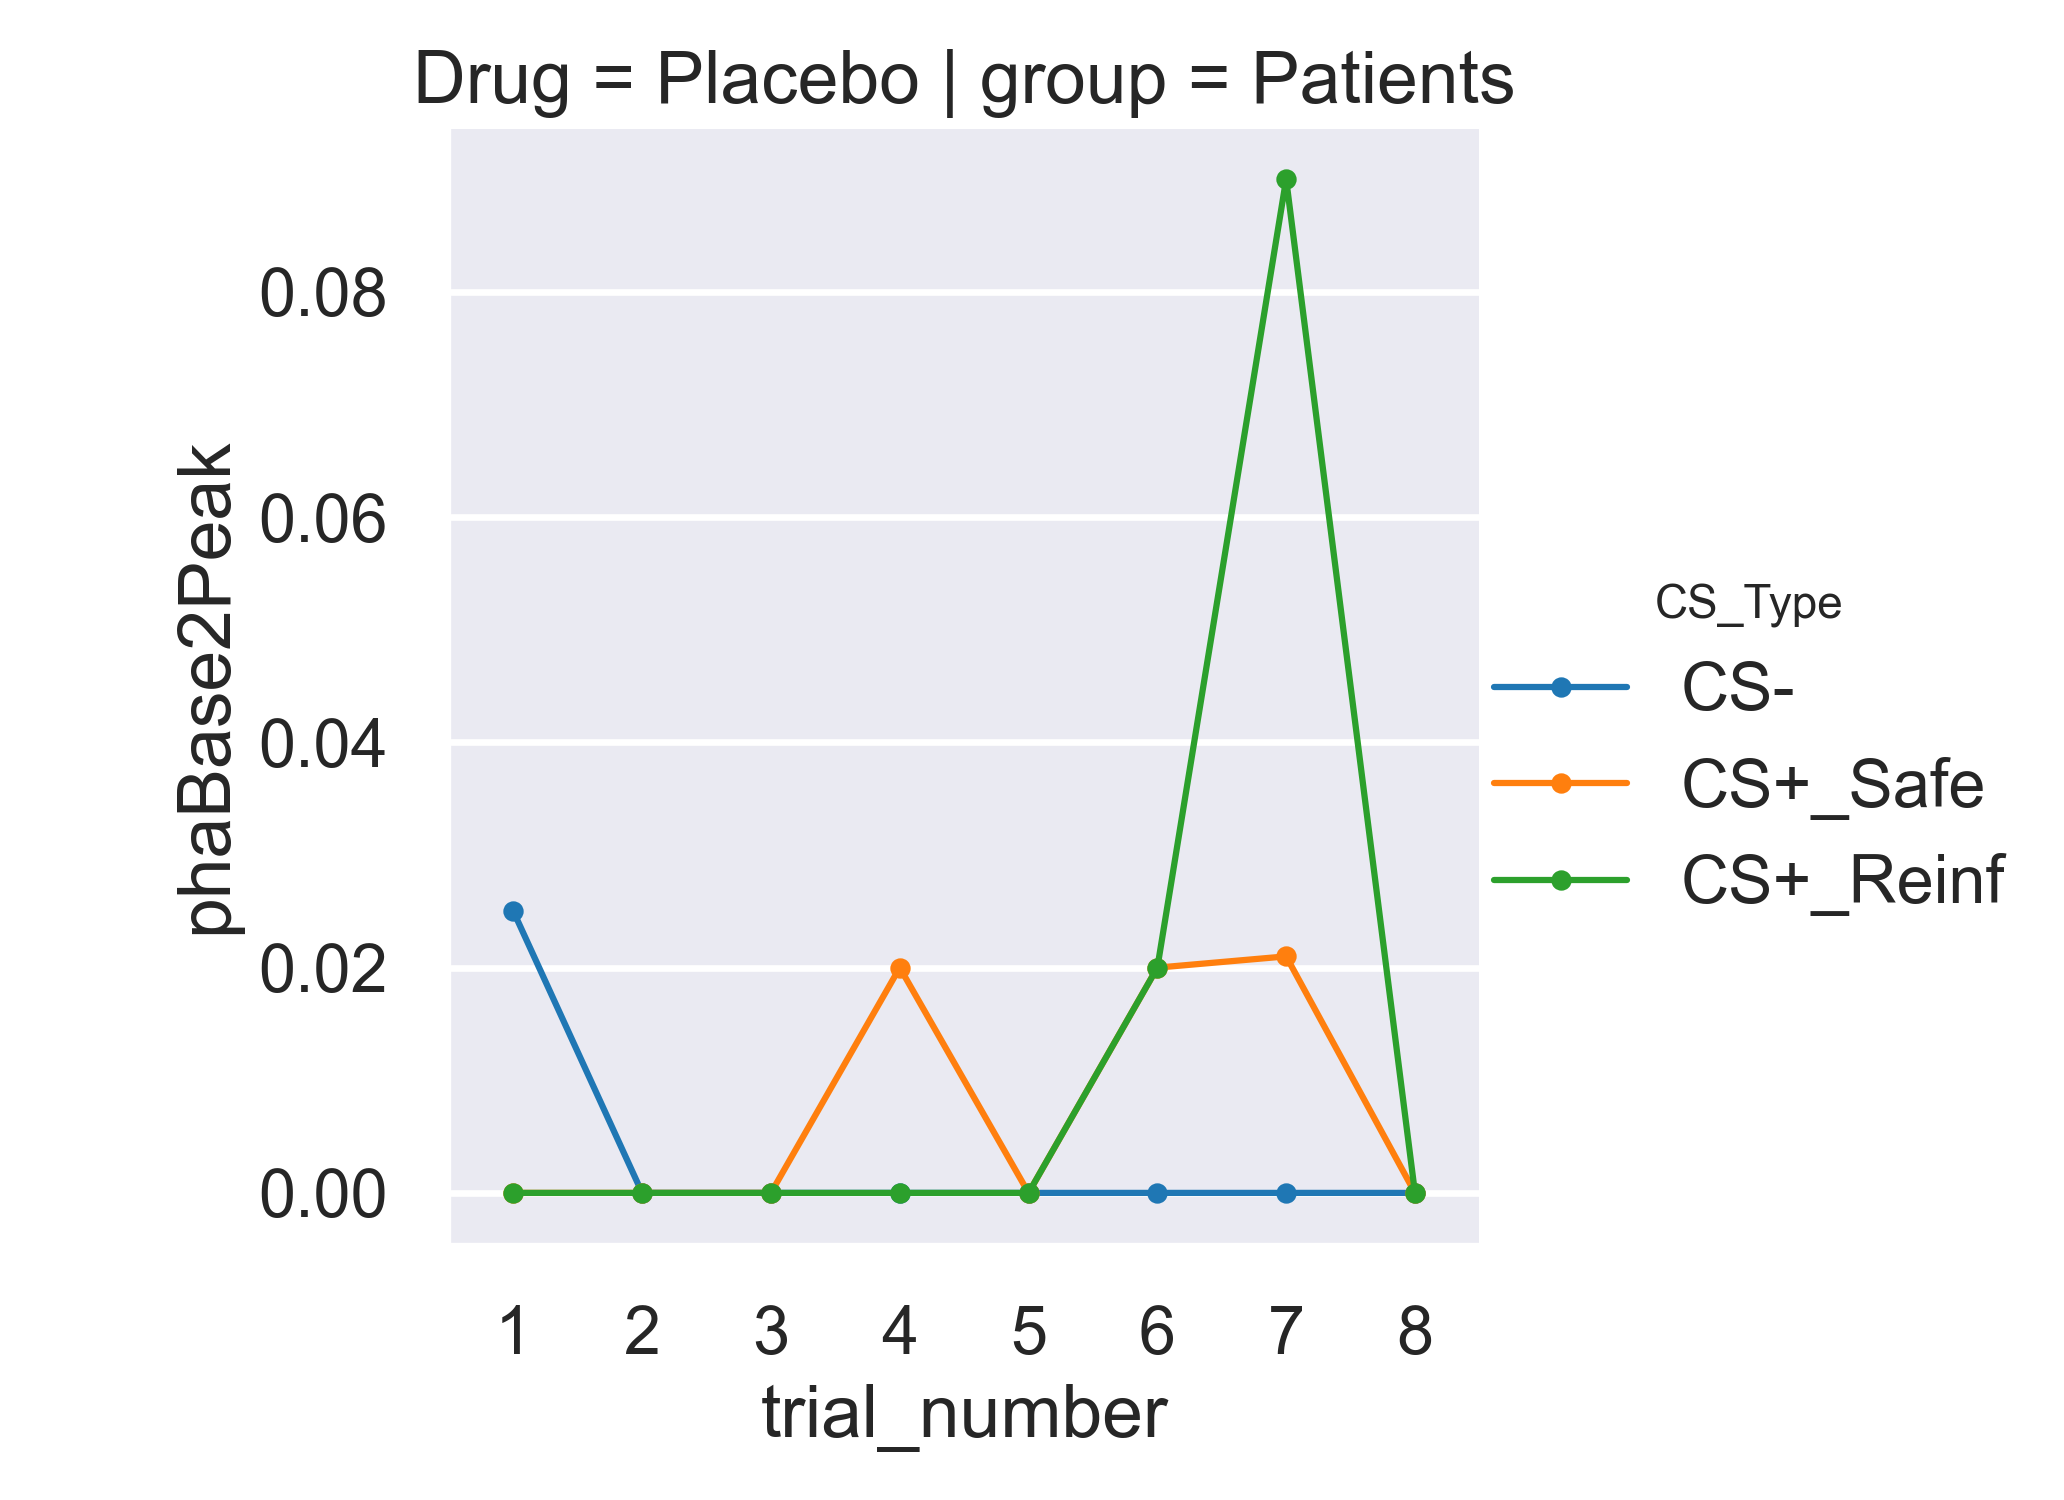 Drug = Placebo | group = Patients
phaBase2Peak
0.08
0.06
0.04
0.02
0.00
1 2 3 4 5 6 7 8
trial_number
CS_Type
CS-
CS+_Safe
CS+_Reinf